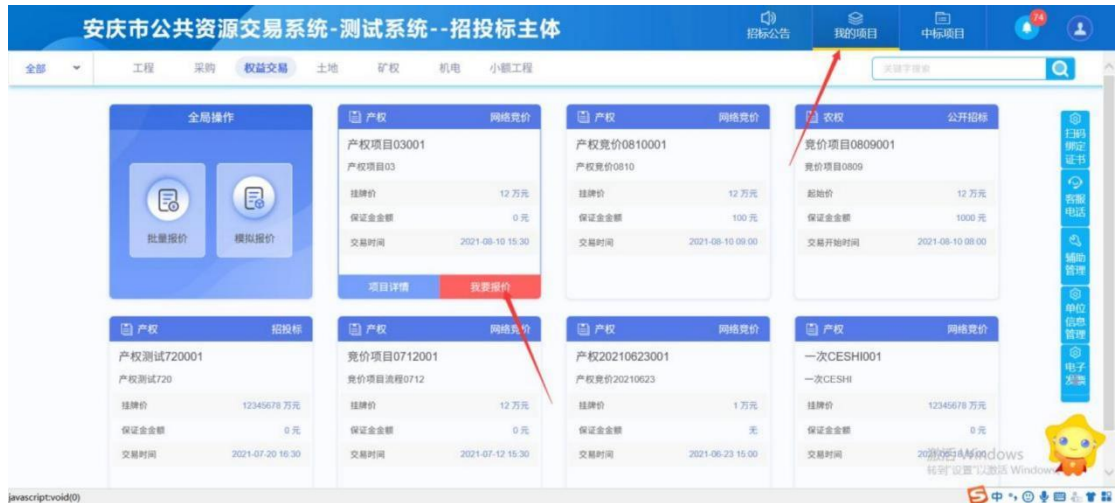 安庆市公共资源交易系统-测试系统--招投标主体
招标公告
我的项目
中标项目
74
全部 工程 采购 权益交易 土地 矿权 机电 小额工程
关键字搜索
全局操作
批量报价 模拟报价
产权 网络竞价
产权项目03001
产权项目03
挂牌价 12 万元
保证金金额 0 元
交易时间 2021-08-10 15:30
项目详情 我要报价
产权 网络竞价
产权竞价0810001
产权竞价0810
挂牌价 12 万元
保证金金额 100 元
交易时间 2021-08-10 09:00
农权 公开招标
竞价项目0809001
竞价项目0809
起始价 12 万元
保证金金额 1000 元
交易开始时间 2021-08-10 08:00
产权 招投标
产权测试720001
产权测试720
挂牌价 12345678 万元
保证金金额 0 元
交易时间 2021-07-20 16:30
产权 网络竞价
竞价项目0712001
竞价项目流程0712
挂牌价 12 万元
保证金金额 0 元
交易时间 2021-07-12 15:30
产权 网络竞价
产权20210623001
产权竞价20210623
挂牌价 1 万元
保证金金额 无
交易时间 2021-06-23 15:00
产权 网络竞价
一次CESHI001
一次CESHI
挂牌价 12345678 万元
保证金金额 0 元
交易时间
扫码
绑定
证书
客服
电话
辅助
管理
单位
信息
管理
电子
发票
激活 Windows
转到"设置"以激活 Windows
javascript:void(0)
中